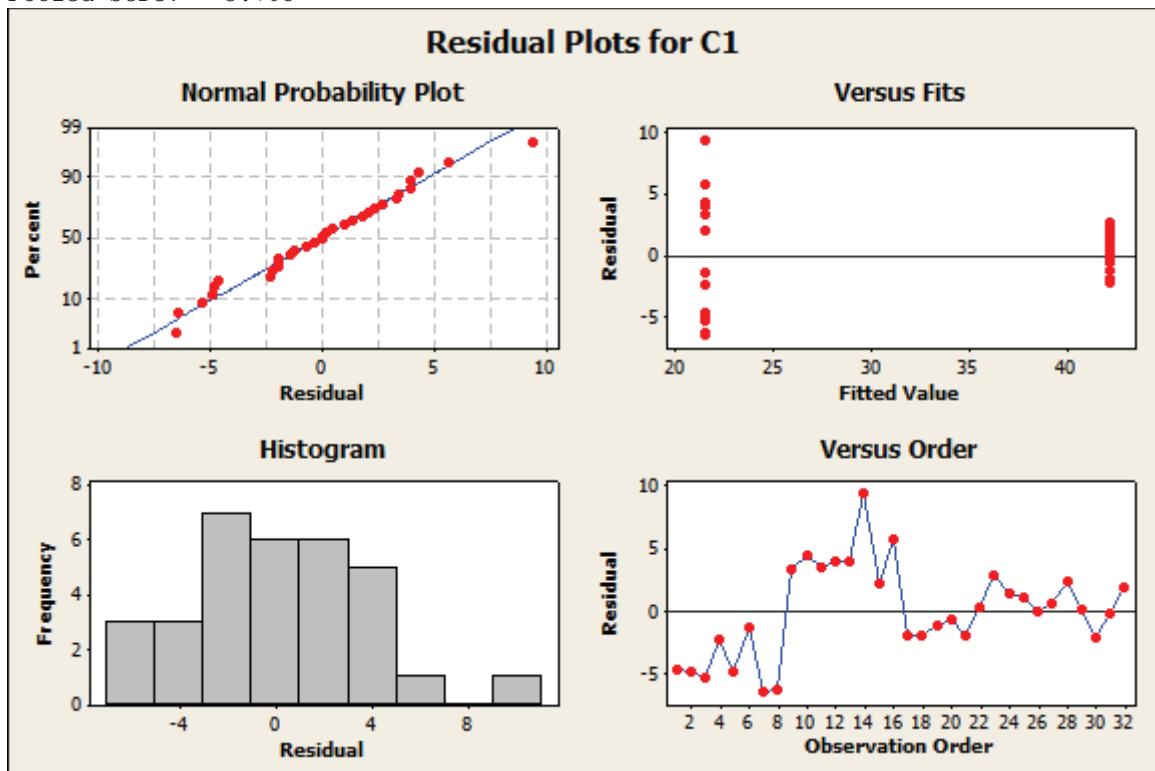 Residual Plots for C1
Normal Probability Plot
99
90
50
10
1
Percent
-10 -5 0 5 10
Residual
Versus Fits
10
5
0
-5
Residual
20 25 30 35 40
Fitted Value
Histogram
8
6
4
2
0
Frequency
-4 0 4 8
Residual
Versus Order
10
5
0
-5
Residual
2 4 6 8 10 12 14 16 18 20 22 24 26 28 30 32
Observation Order